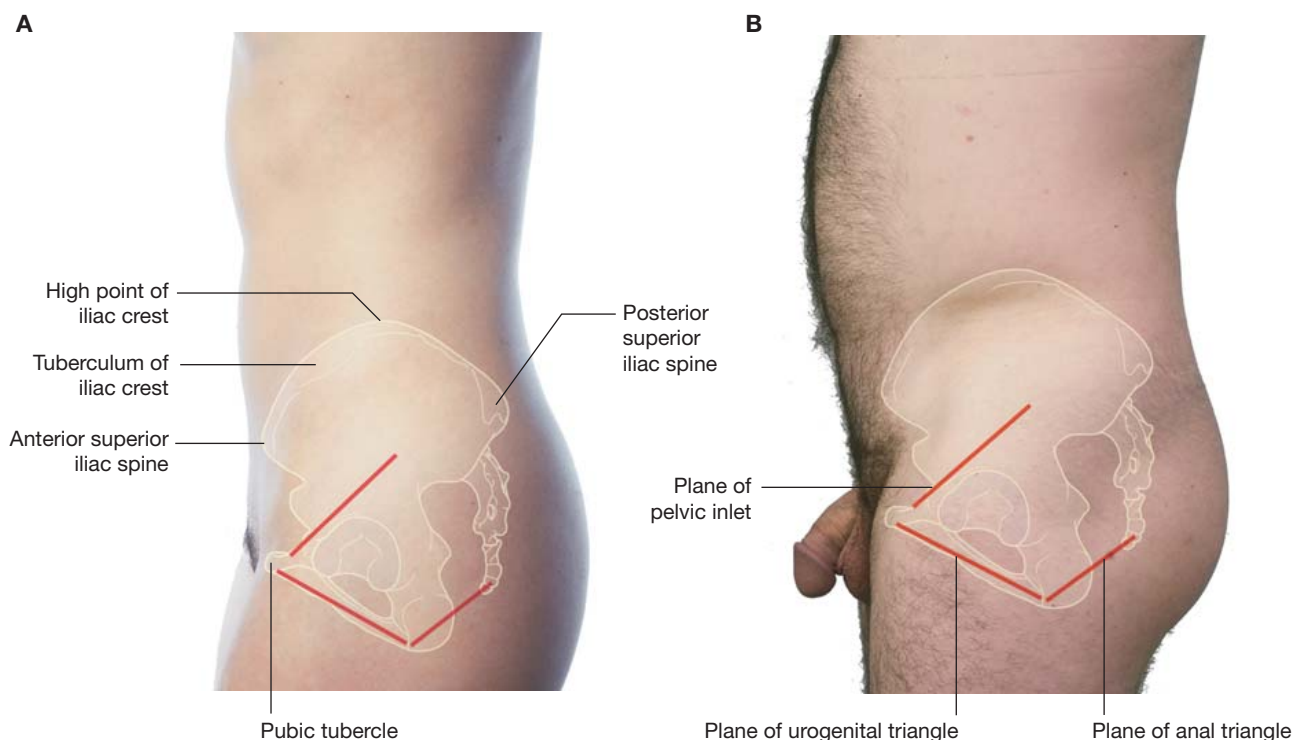 A
B
High point of
iliac crest
Tuberculum of
iliac crest
Anterior superior
iliac spine
Posterior
superior
iliac spine
Plane of
pelvic inlet
Pubic tubercle
Plane of urogenital triangle
Plane of anal triangle